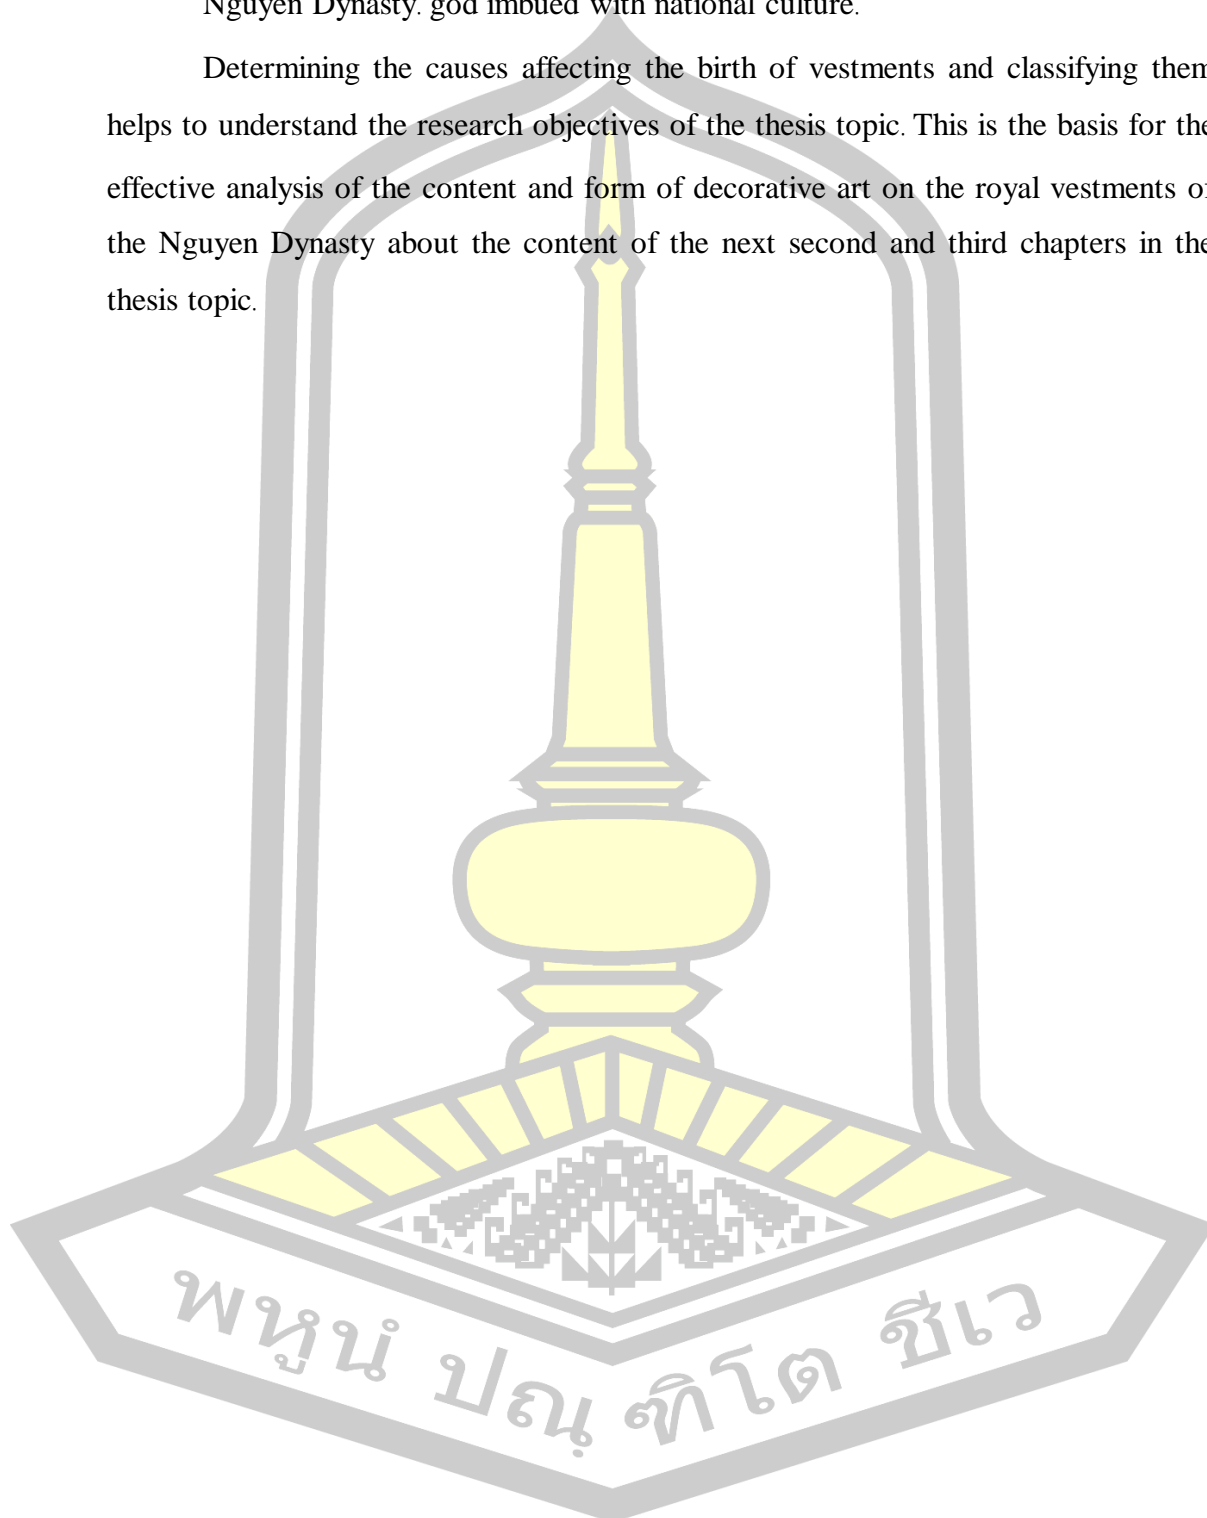 Nguyen Dynasty. god imbued with national culture.
Determining the causes affecting the birth of vestments and classifying them
helps to understand the research objectives of the thesis topic. This is the basis for the
effective analysis of the content and form of decorative art on the royal vestments of
the Nguyen Dynasty about the content of the next second and third chapters in the
thesis topic.
พหูนํ ปณฺฑิโต ชีเว